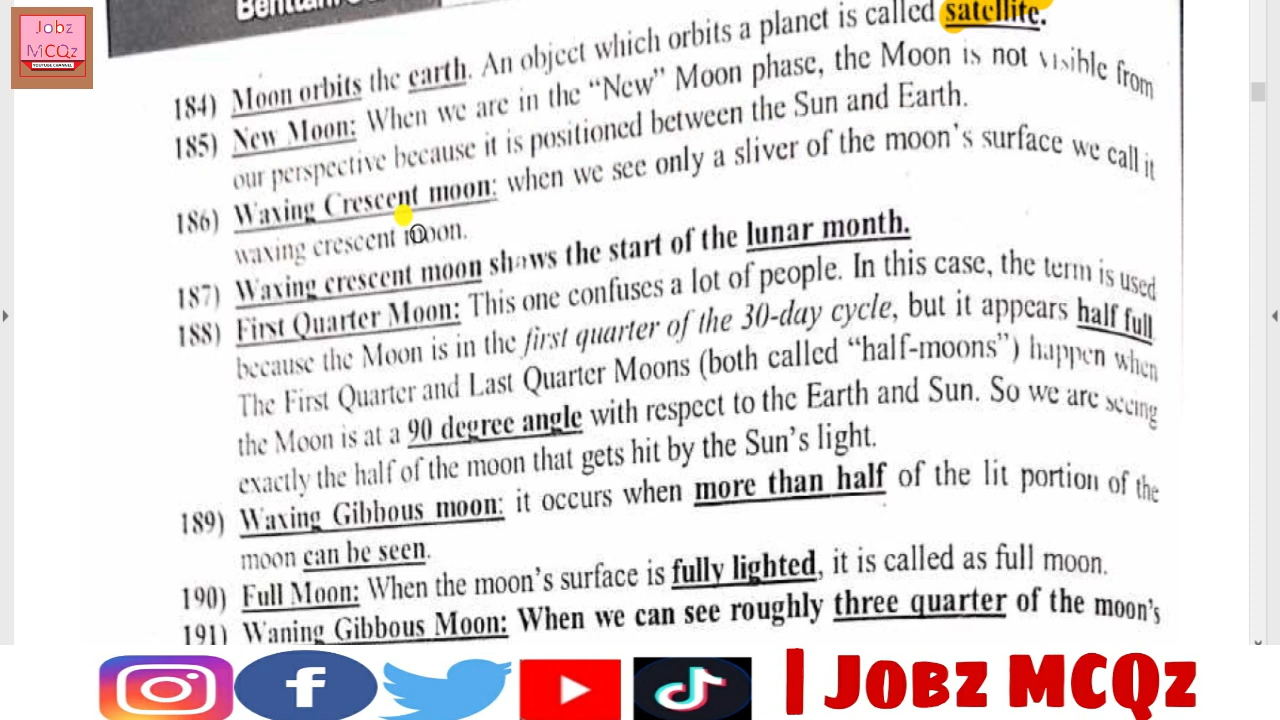 Jobz
MCQz
YOUTUBE CHANNEL
184) Moon orbits the earth. An object which orbits a planet is called satellite.
185) New Moon: When we are in the “New” Moon phase, the Moon is not visible from
our perspective because it is positioned between the Sun and Earth.
186) Waxing Crescent moon: when we see only a sliver of the moon’s surface we call it
waxing crescent moon.
187) Waxing crescent moon shows the start of the lunar month.
188) First Quarter Moon: This one confuses a lot of people. In this case, the term is used
because the Moon is in the first quarter of the 30-day cycle, but it appears half full.
The First Quarter and Last Quarter Moons (both called “half-moons”) happen when
the Moon is at a 90 degree angle with respect to the Earth and Sun. So we are seeing
exactly the half of the moon that gets hit by the Sun’s light.
189) Waxing Gibbous moon: it occurs when more than half of the lit portion of the
moon can be seen.
190) Full Moon: When the moon’s surface is fully lighted, it is called as full moon.
191) Waning Gibbous Moon: When we can see roughly three quarter of the moon’s
| Jobz MCQz